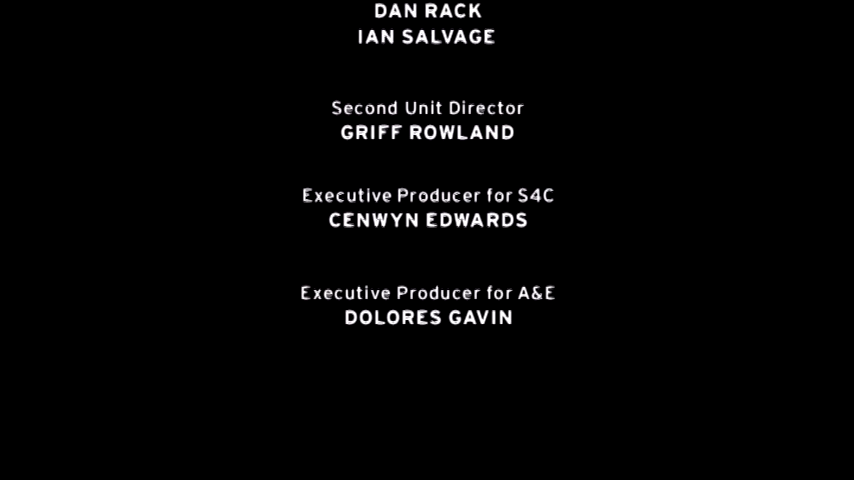 DAN RACK
IAN SALVAGE
Second Unit Director
GRIFF ROWLAND
Executive Producer for S4C
CENWYN EDWARDS
Executive Producer for A&E
DOLORES GAVIN